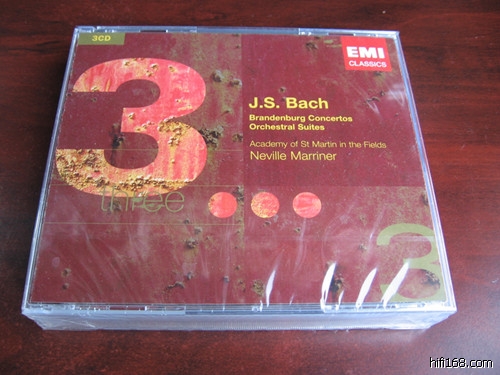 3CD
EMI
CLASSICS
3
three
J.S. Bach
Brandenburg Concertos
Orchestral Suites
Academy of St Martin in the Fields
Neville Marriner
3
hifi168.com